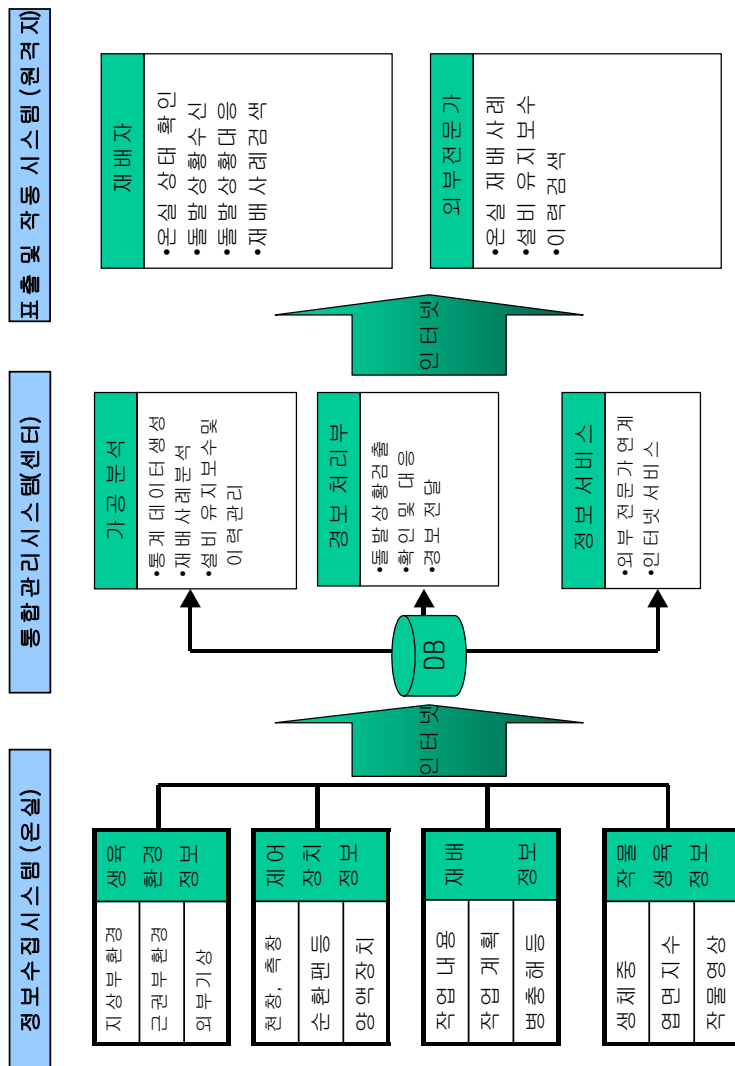 정보수집시스템 (온실)
통합관리시스템(센터)
표출 및 작동 시스템 (원격지)
생육
환경
정보
지상부환경
근권부환경
외부기상
제어
장치
정보
천창, 측창
순환팬등
양액장치
재배
정보
작업 내용
작업 계획
병충해등
작물
생육
정보
생체중
엽면지수
작물영상
인터넷
DB
가공분석
•통계 데이터생성
•재배사례분석
•설비 유지보수및
이력관리
경보 처리부
•돌발상황검출
•확인 및 대응
•경보 전달
정보 서비스
•외부 전문가연계
•인터넷서비스
인터넷
재배자
•온실 상태 확인
•돌발상황수신
•돌발상황대응
•재배사례검색
외부전문가
•온실 재배사례
•설비 유지보수
•이력검색